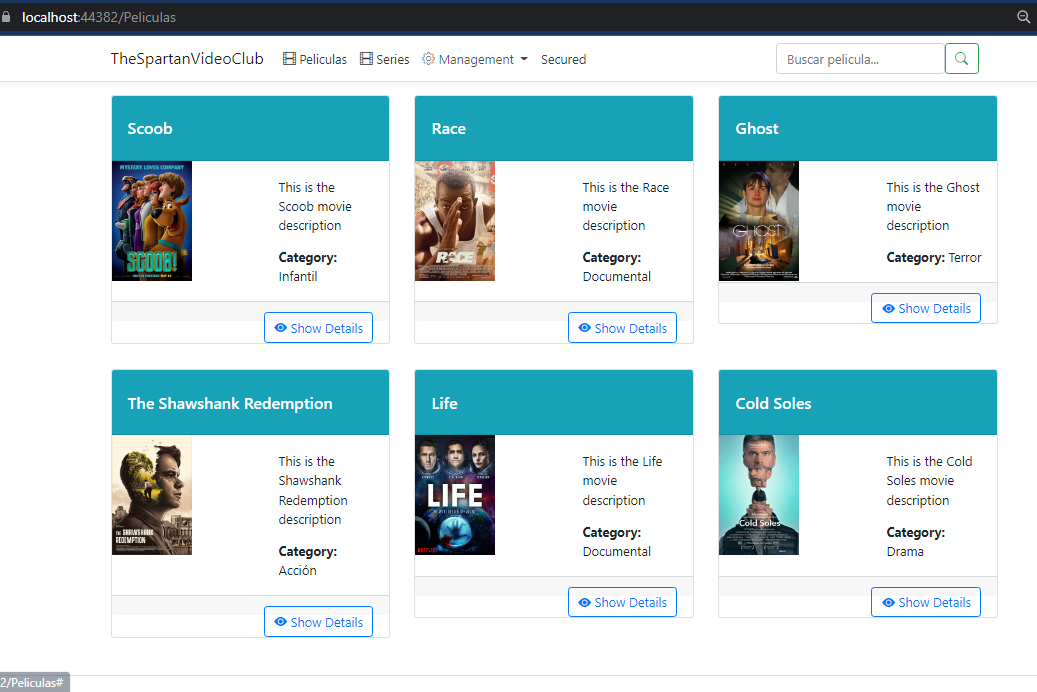 localhost:44382/Peliculas
TheSpartanVideoClub Peliculas Series Management Secured Buscar pelicula...
Scoob
MYSTERY LOVES COMPANY
SCOOB!
This is the
Scoob movie
description
Category:
Infantil
Show Details
Race
RACE
This is the Race
movie
description
Category:
Documental
Show Details
Ghost
GHOST
This is the Ghost
movie
description
Category: Terror
Show Details
The Shawshank Redemption
THE SHAWSHANK
REDEMPTION
This is the
Shawshank
Redemption
description
Category:
Acción
Show Details
Life
LIFE
NETFLIX
This is the Life
movie
description
Category:
Documental
Show Details
Cold Soles
Cold Soles
This is the Cold
Soles movie
description
Category:
Drama
Show Details
2/Peliculas#